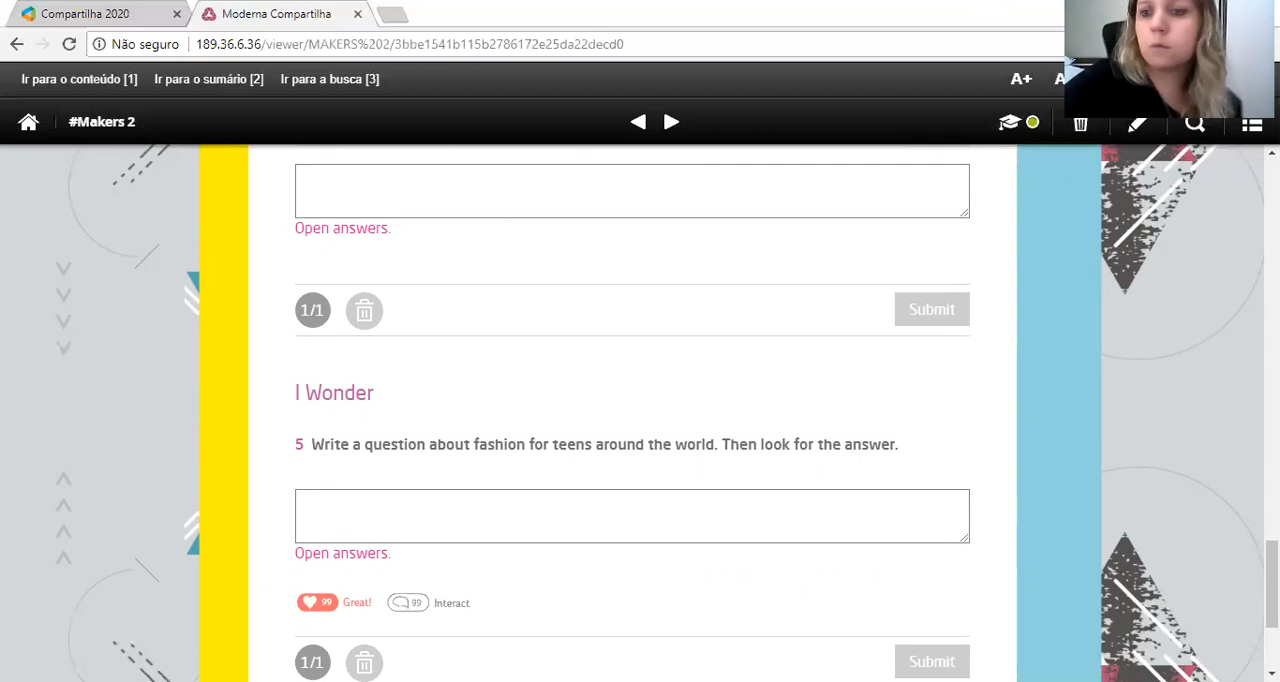 Compartilha 2020
Moderna Compartilha
Não seguro
189.36.6.36/viewer/MAKERS%202/3bbe1541b115b2786172e25da22decd0
Ir para o conteúdo [1]
Ir para o sumário [2]
Ir para a busca [3]
A+
A
#Makers 2
Open answers.
1/1
Submit
I Wonder
5 Write a question about fashion for teens around the world. Then look for the answer.
Open answers.
99 Great!
99 Interact
1/1
Submit